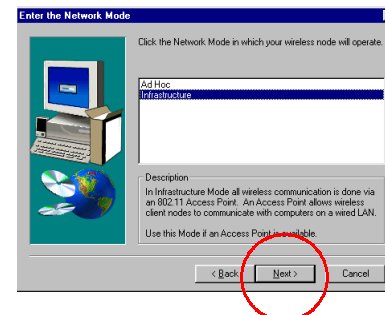 Enter the Network Mode
Click the Network Mode in which your wireless node will operate.
Ad Hoc
Infrastructure
Description
In Infrastructure Mode all wireless communication is done via
an 802.11 Access Point. An Access Point allows wireless
client nodes to communicate with computers on a wired LAN.
Use this Mode if an Access Point is available.
< Back Next > Cancel